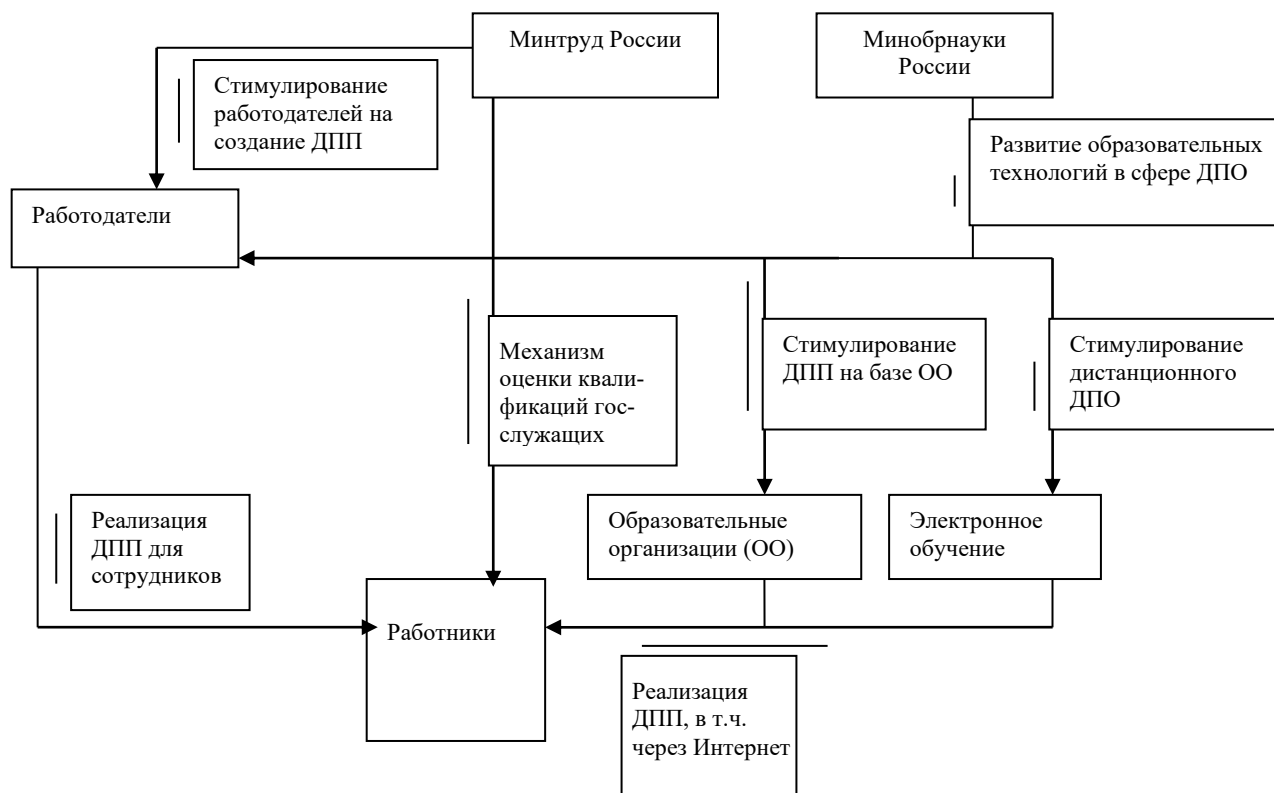 Минтруд России
Минобрнауки
России
Стимулирование
работодателей на
создание ДПП
Развитие образовательных
технологий в сфере ДПО
Работодатели
Механизм
оценки квали-
фикаций гос-
служащих
Стимулирование
ДПП на базе ОО
Стимулирование
дистанционного
ДПО
Реализация
ДПП для
сотрудников
Образовательные
организации (ОО)
Электронное
обучение
Работники
Реализация
ДПП, в т.ч.
через Интернет